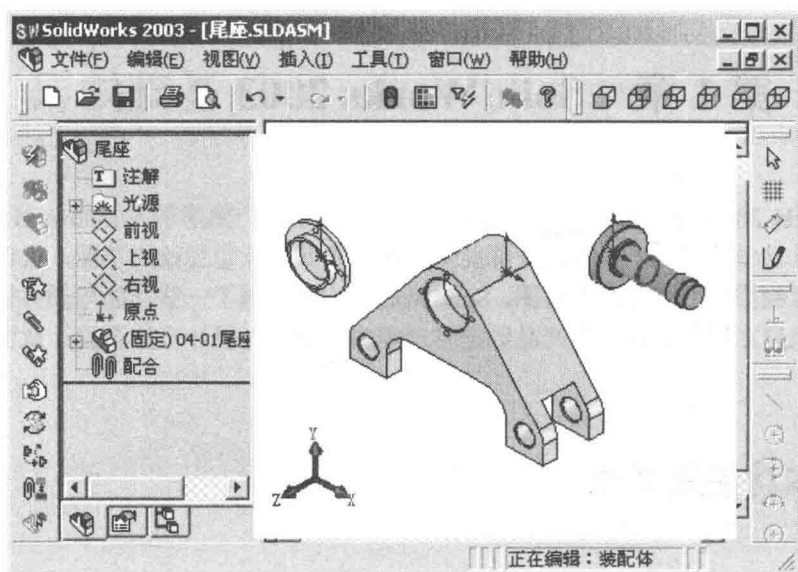 SolidWorks 2003 - [尾座.SLDASM]
文件(F) 编辑(E) 视图(V) 插入(I) 工具(T) 窗口(W) 帮助(H)
尾座
注解
光源
前视
上视
右视
原点
(固定) 04-01尾座
配合
Y
Z
X
正在编辑：装配体